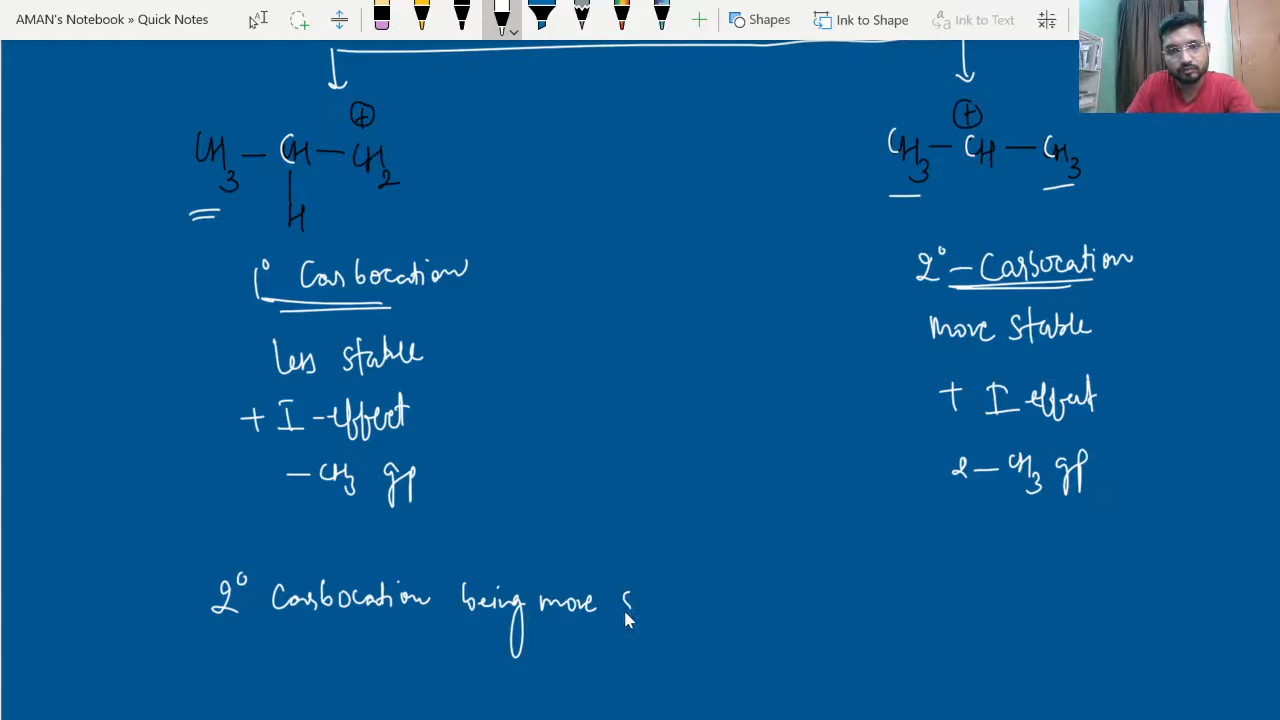 AMAN's Notebook » Quick Notes
Shapes
Ink to Shape
Ink to Text
CH3 — CH — CH2
+
H
CH3 — CH — CH3
+
1° Carbocation
2° – Carbocation
less stable
more stable
+ I – effect
+ I effect
– CH3 gp
2 – CH3 gp
2° Carbocation being more s